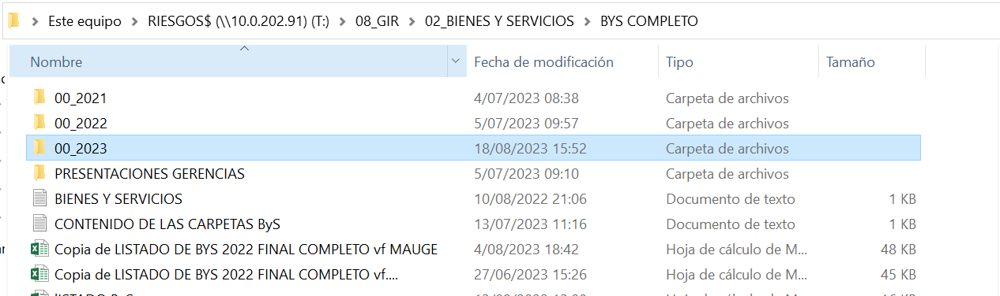 Este equipo > RIESGOS$ (\\10.0.202.91) (T:) > 08_GIR > 02_BIENES Y SERVICIOS > BYS COMPLETO
Nombre Fecha de modificación Tipo Tamaño
00_2021 4/07/2023 08:38 Carpeta de archivos
00_2022 5/07/2023 09:57 Carpeta de archivos
00_2023 18/08/2023 15:52 Carpeta de archivos
PRESENTACIONES GERENCIAS 5/07/2023 09:10 Carpeta de archivos
BIENES Y SERVICIOS 10/08/2022 21:06 Documento de texto 1 KB
CONTENIDO DE LAS CARPETAS ByS 13/07/2023 11:16 Documento de texto 1 KB
Copia de LISTADO DE BYS 2022 FINAL COMPLETO vf MAUGE 4/08/2023 18:42 Hoja de cálculo de M... 48 KB
Copia de LISTADO DE BYS 2022 FINAL COMPLETO vf.... 27/06/2023 15:26 Hoja de cálculo de M... 45 KB